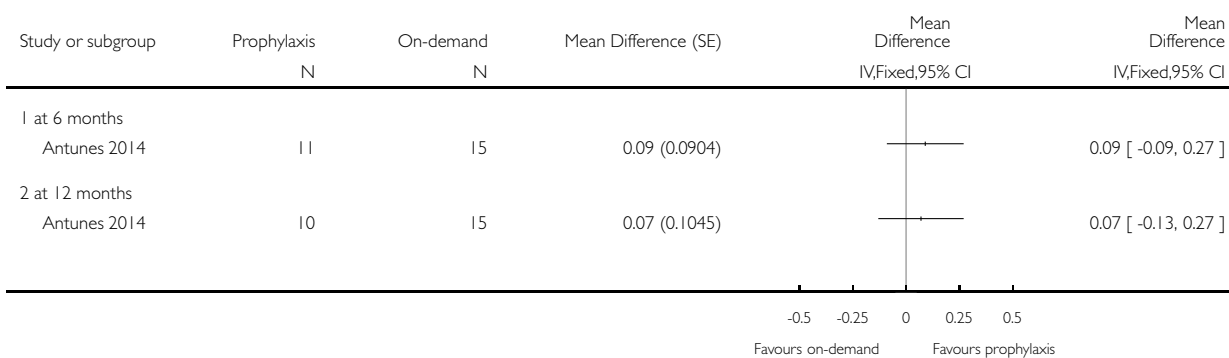 Study or subgroup Prophylaxis On-demand Mean Difference (SE) Mean Difference Mean Difference
N N IV,Fixed,95% CI IV,Fixed,95% CI
1 at 6 months
Antunes 2014 11 15 0.09 (0.0904) 0.09 [ -0.09, 0.27 ]
2 at 12 months
Antunes 2014 10 15 0.07 (0.1045) 0.07 [ -0.13, 0.27 ]
-0.5 -0.25 0 0.25 0.5
Favours on-demand Favours prophylaxis